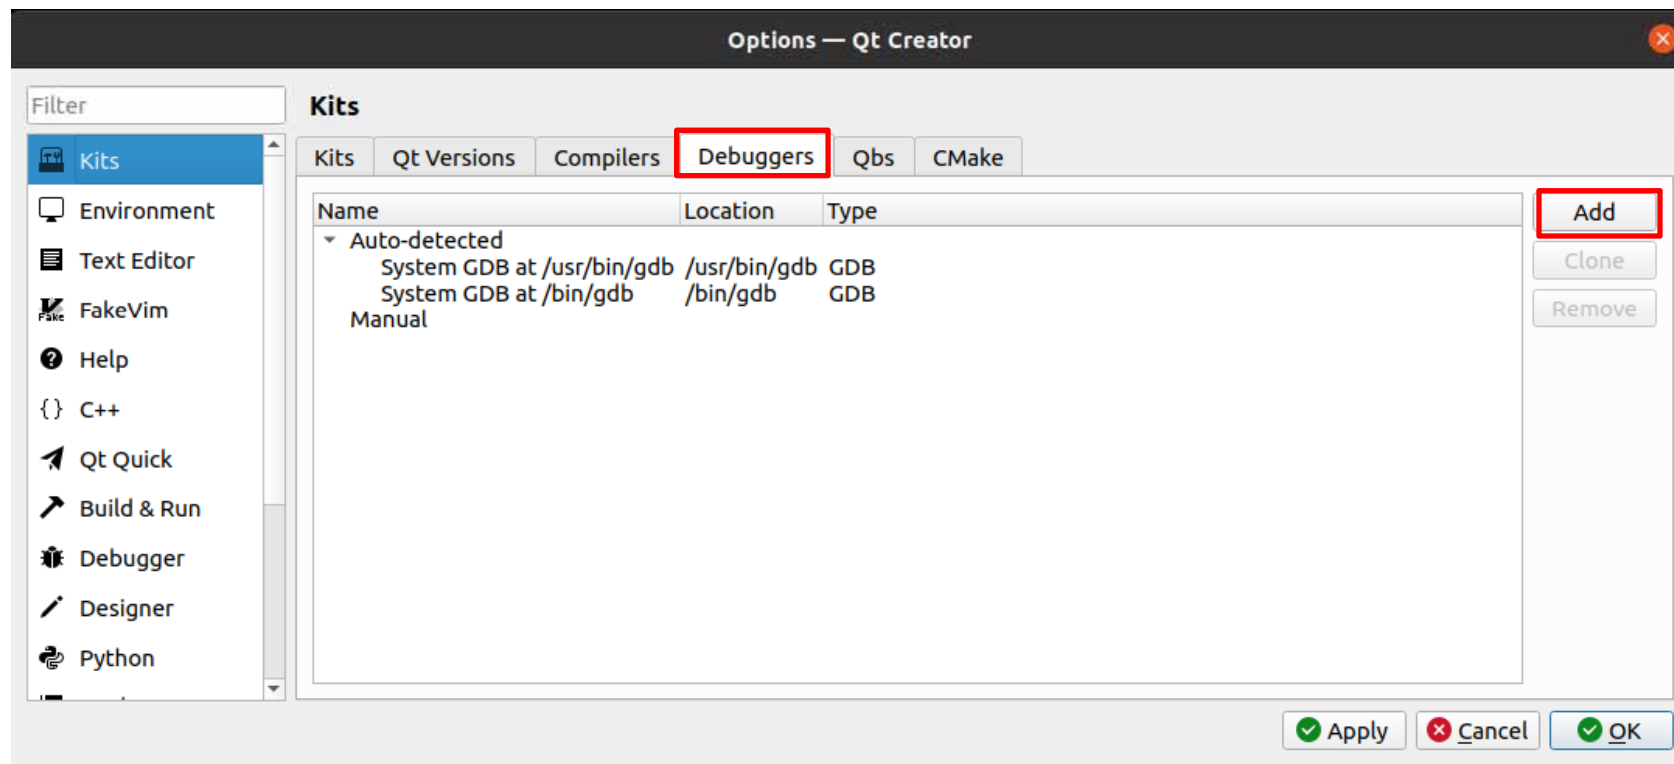 Options — Qt Creator
Filter
Kits
Kits
Environment
Text Editor
FakeVim
Help
{} C++
Qt Quick
Build & Run
Debugger
Designer
Python
Kits Qt Versions Compilers Debuggers Qbs CMake
Name Location Type
Auto-detected
System GDB at /usr/bin/gdb /usr/bin/gdb GDB
System GDB at /bin/gdb /bin/gdb GDB
Manual
Add
Clone
Remove
Apply Cancel OK